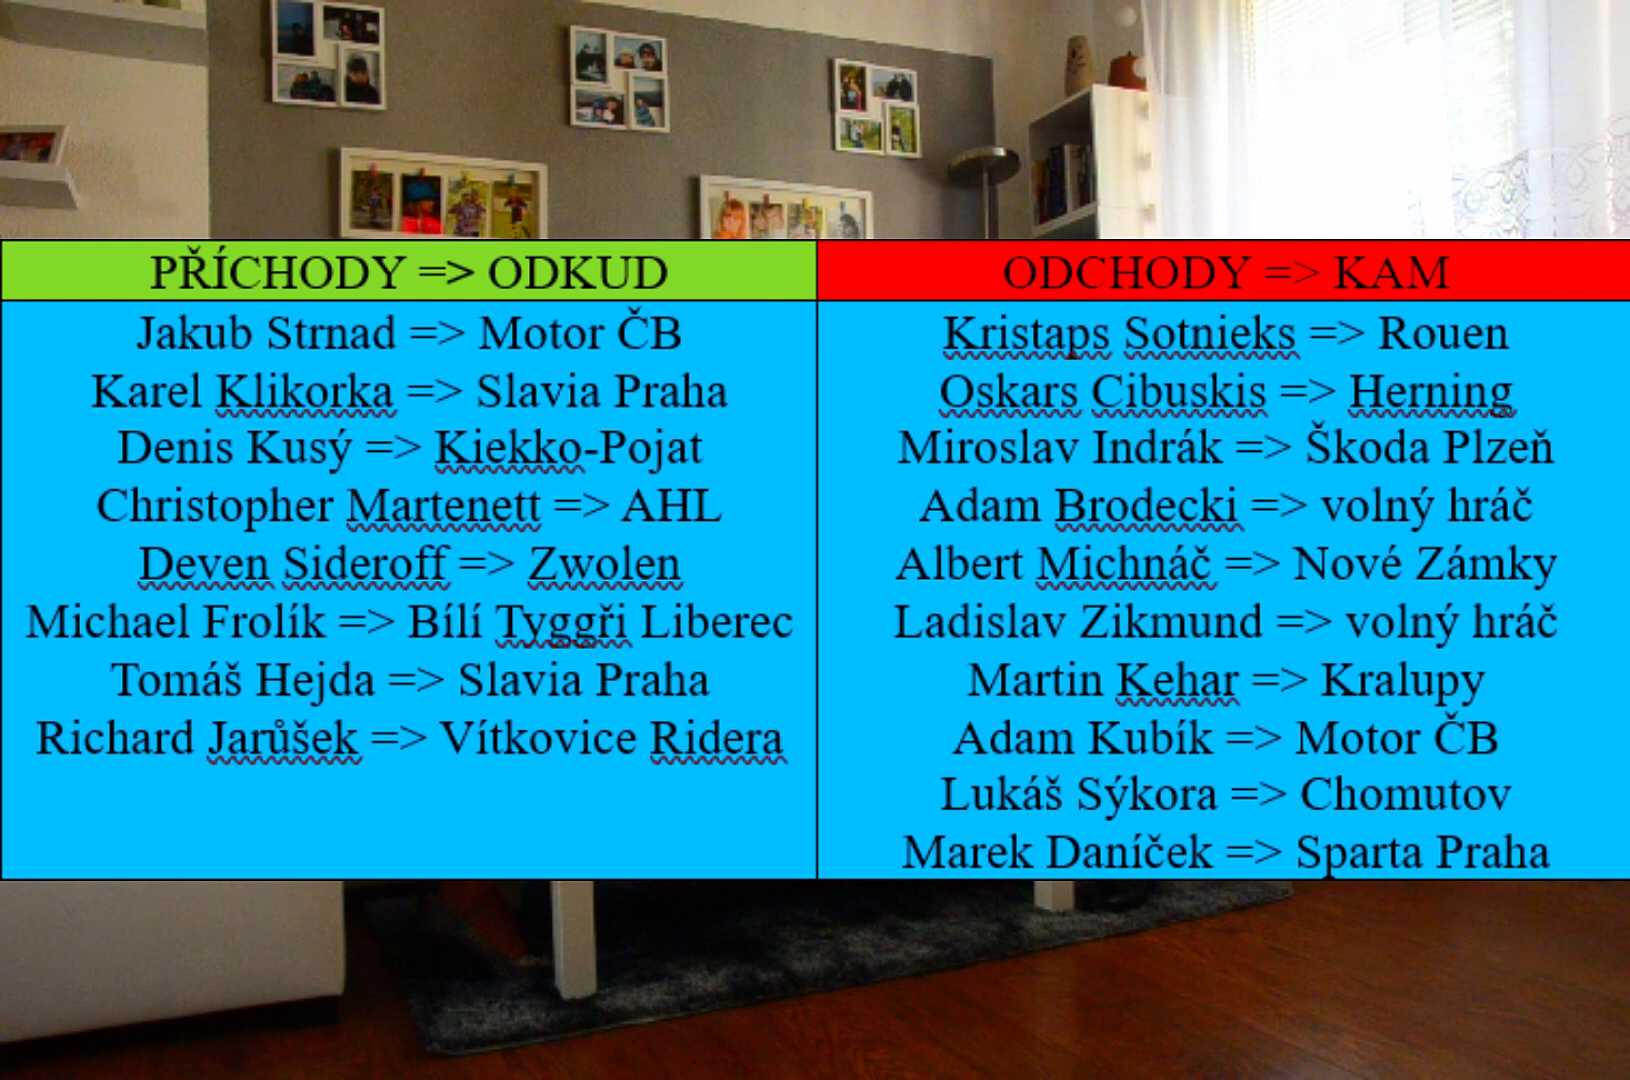 PŘÍCHODY => ODKUD
Jakub Strnad => Motor ČB
Karel Klikorka => Slavia Praha
Denis Kusý => Kiekko-Pojat
Christopher Martenett => AHL
Deven Sideroff => Zwolen
Michael Frolík => Bílí Tyggři Liberec
Tomáš Hejda => Slavia Praha
Richard Jarůšek => Vítkovice Ridera
ODCHODY => KAM
Kristaps Sotnieks => Rouen
Oskars Cibuskis => Herning
Miroslav Indrák => Škoda Plzeň
Adam Brodecki => volný hráč
Albert Michnáč => Nové Zámky
Ladislav Zikmund => volný hráč
Martin Kehar => Kralupy
Adam Kubík => Motor ČB
Lukáš Sýkora => Chomutov
Marek Daníček => Sparta Praha